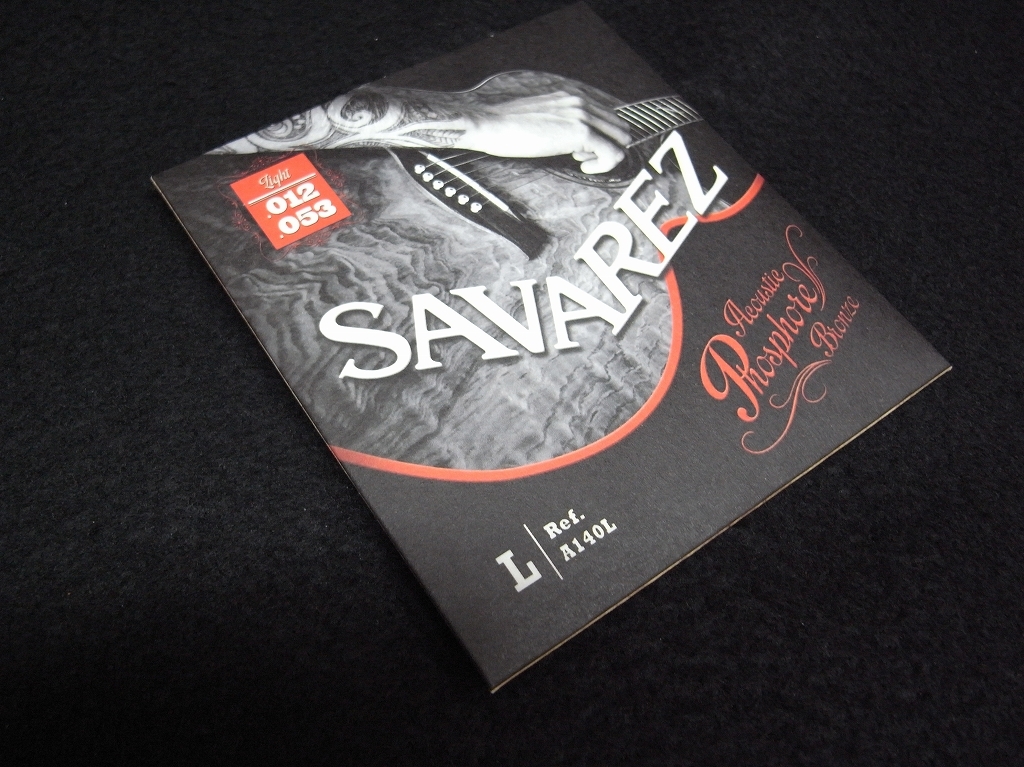 Light
.012
.053
SAVAREZ
Acoustic
Phosphore
Bronze
L
Ref.
A140L